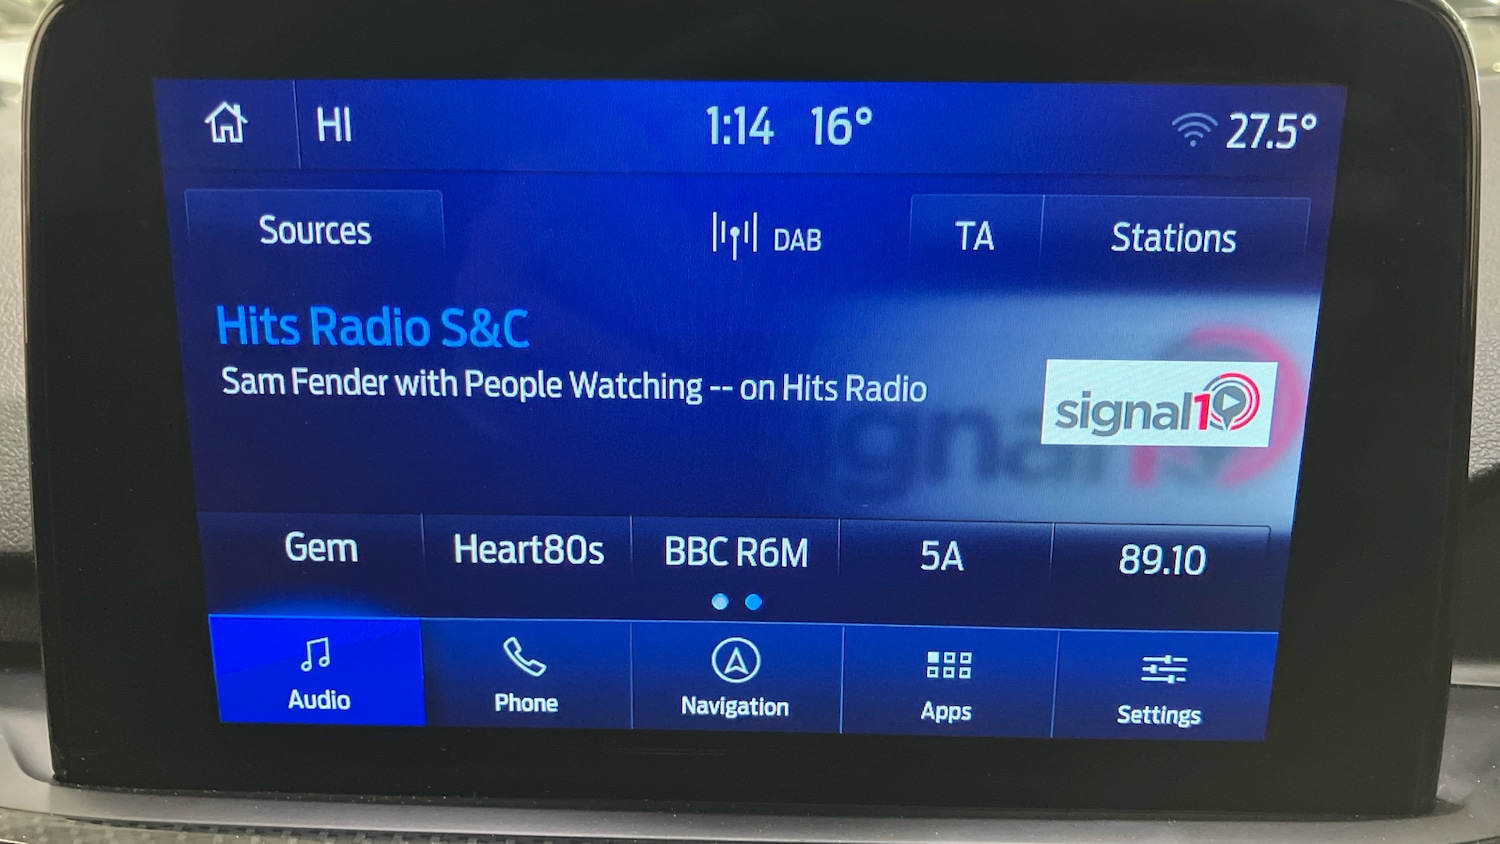 HI 1:14 16° 27.5°
Sources DAB TA Stations
Hits Radio S&C
Sam Fender with People Watching -- on Hits Radio
signal1
Gem Heart80s BBC R6M 5A 89.10
Audio Phone Navigation Apps Settings